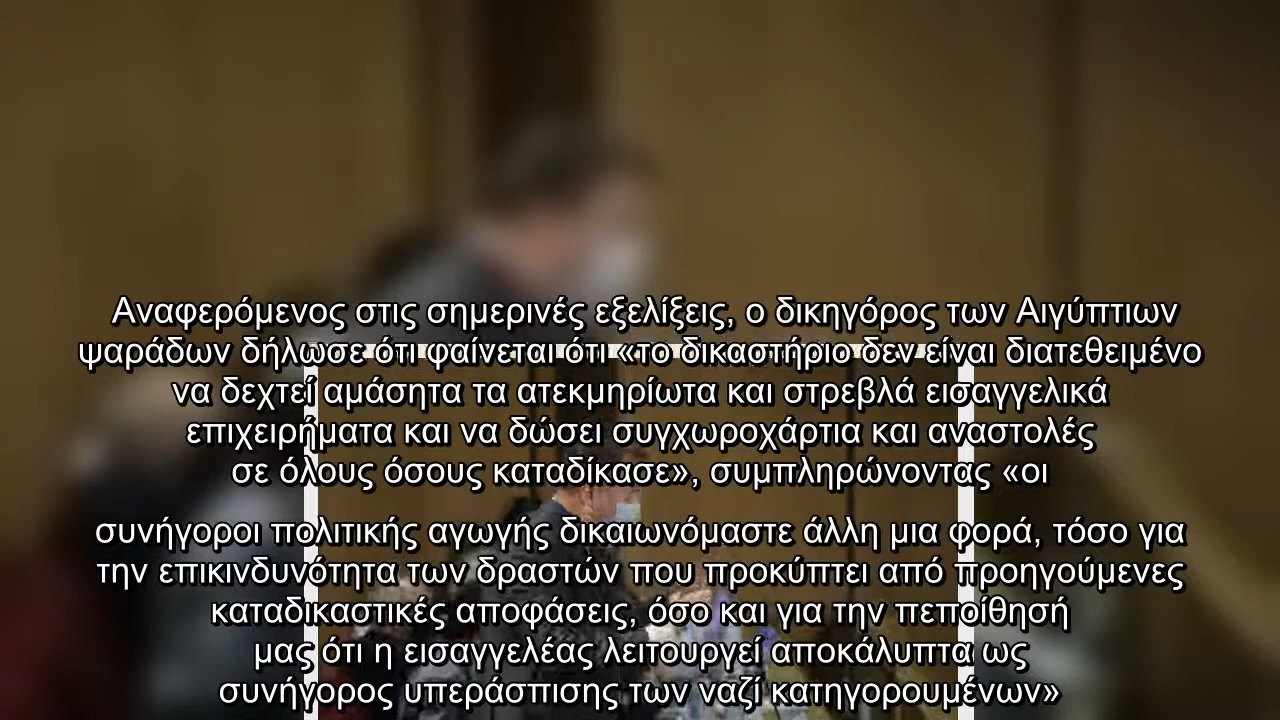 Αναφερόμενος στις σημερινές εξελίξεις, ο δικηγόρος των Αιγύπτιων
ψαράδων δήλωσε ότι φαίνεται ότι «το δικαστήριο δεν είναι διατεθειμένο
να δεχτεί αμάσητα τα ατεκμηρίωτα και στρεβλά εισαγγελικά
επιχειρήματα και να δώσει συγχωροχάρτια και αναστολές
σε όλους όσους καταδίκασε», συμπληρώνοντας «οι
συνήγοροι πολιτικής αγωγής δικαιωνόμαστε άλλη μια φορά, τόσο για
την επικινδυνότητα των δραστών που προκύπτει από προηγούμενες
καταδικαστικές αποφάσεις, όσο και για την πεποίθησή
μας ότι η εισαγγελέας λειτουργεί αποκάλυπτα ως
συνήγορος υπεράσπισης των ναζί κατηγορουμένων»